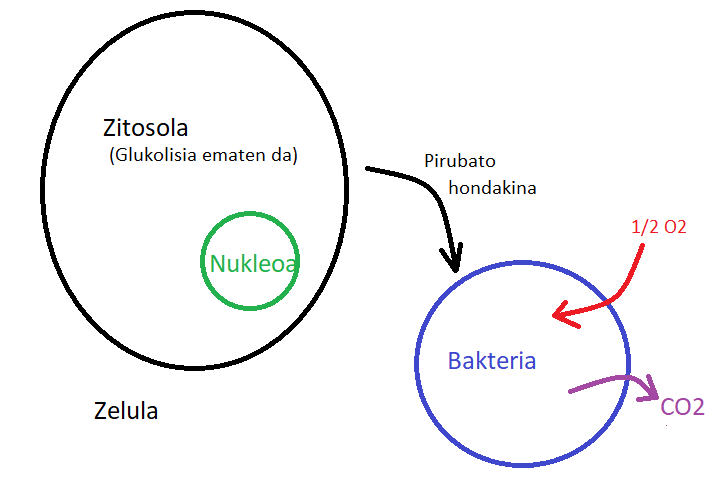 Zitosola
(Glukolisia ematen da)
Pirubato
hondakina
1/2 O2
Nukleoa
Bakteria
Zelula
CO2